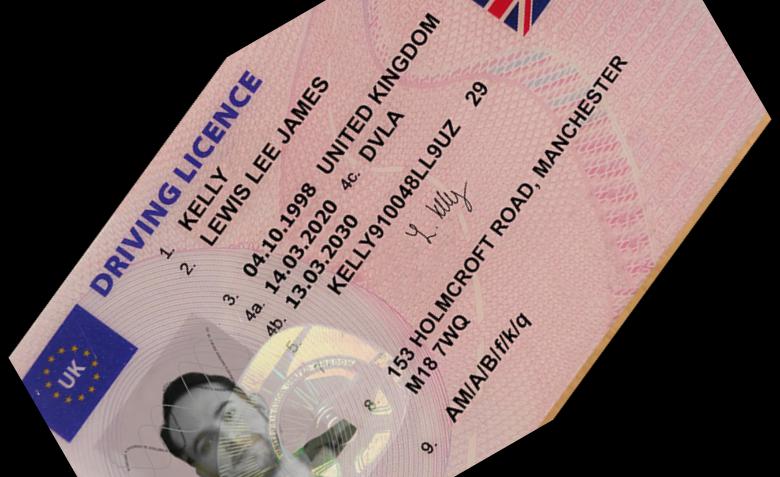 DRIVING LICENCE
UK
1. KELLY
2. LEWIS LEE JAMES
3. 04.10.1998 UNITED KINGDOM
4a. 14.03.2020 4c. DVLA
4b. 13.03.2030
5. KELLY910048LL9UZ 29
L. Kelly
8. 153 HOLMCROFT ROAD, MANCHESTER
M18 7WQ
9. AM/A/B/f/k/q